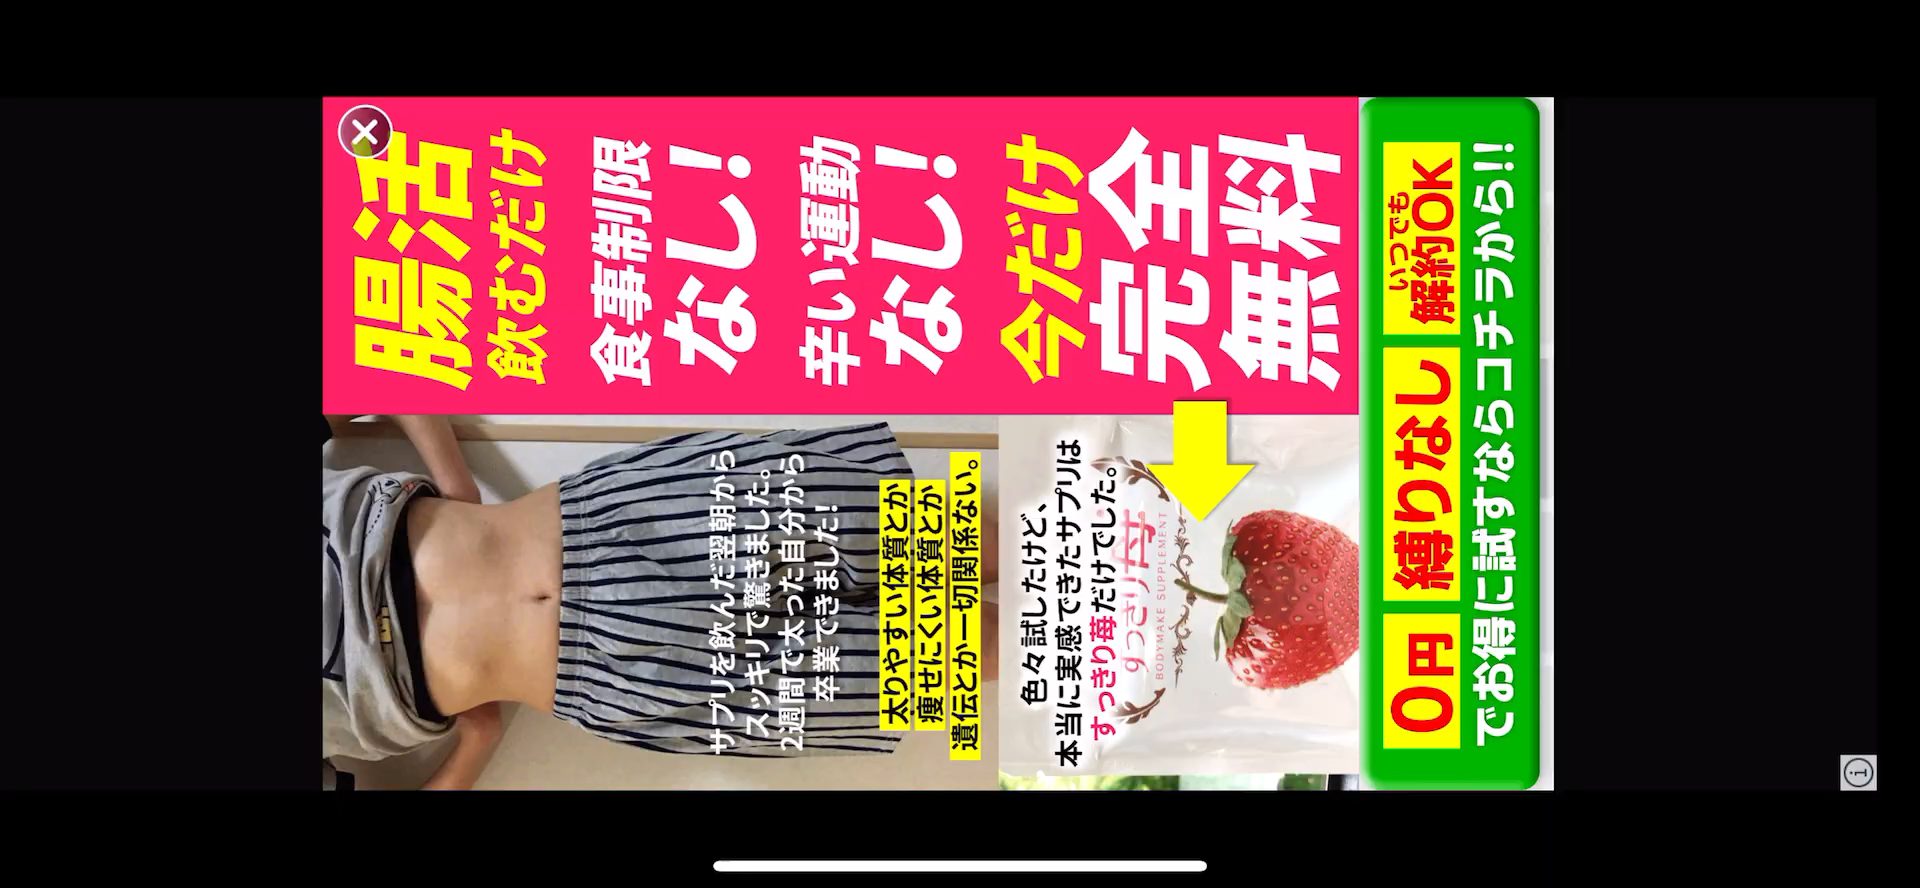 腸活
飲むだけ
食事制限
なし！
辛い運動
なし！
今だけ
完全
無料
サプリを飲んだ翌朝から
スッキリで驚きました。
2週間で太った自分から
卒業できました！
太りやすい体質とか
痩せにくい体質とか
遺伝とか一切関係ない。
色々試したけど、
本当に実感できたサプリは
すっきり苺だけでした。
すっきり苺
BODYMAKE SUPPLEMENT
0円 縛りなし いつでも解約OK
でお得に試すならコチラから!!